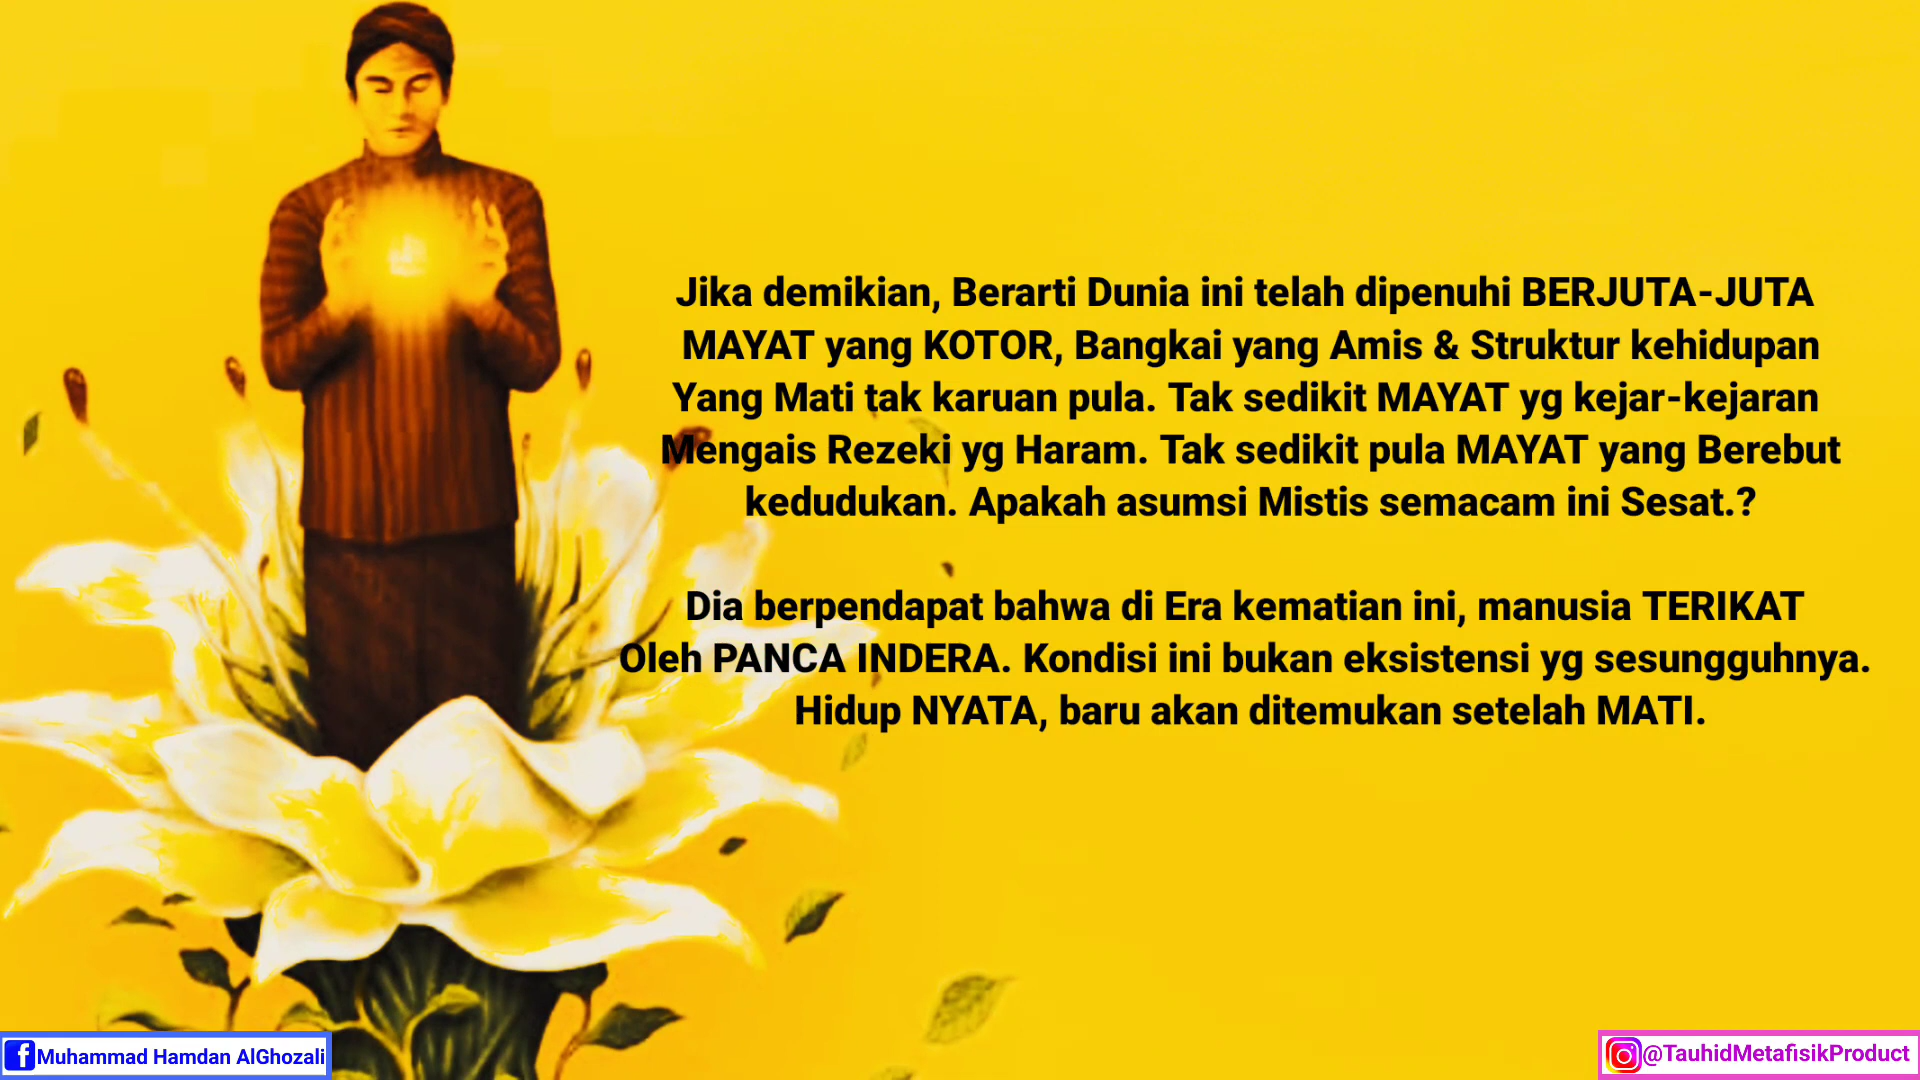 Jika demikian, Berarti Dunia ini telah dipenuhi BERJUTA-JUTA
MAYAT yang KOTOR, Bangkai yang Amis & Struktur kehidupan
Yang Mati tak karuan pula. Tak sedikit MAYAT yg kejar-kejaran
Mengais Rezeki yg Haram. Tak sedikit pula MAYAT yang Berebut
kedudukan. Apakah asumsi Mistis semacam ini Sesat.?
Dia berpendapat bahwa di Era kematian ini, manusia TERIKAT
Oleh PANCA INDERA. Kondisi ini bukan eksistensi yg sesungguhnya.
Hidup NYATA, baru akan ditemukan setelah MATI.
Muhammad Hamdan AlGhozali
@TauhidMetafisikProduct